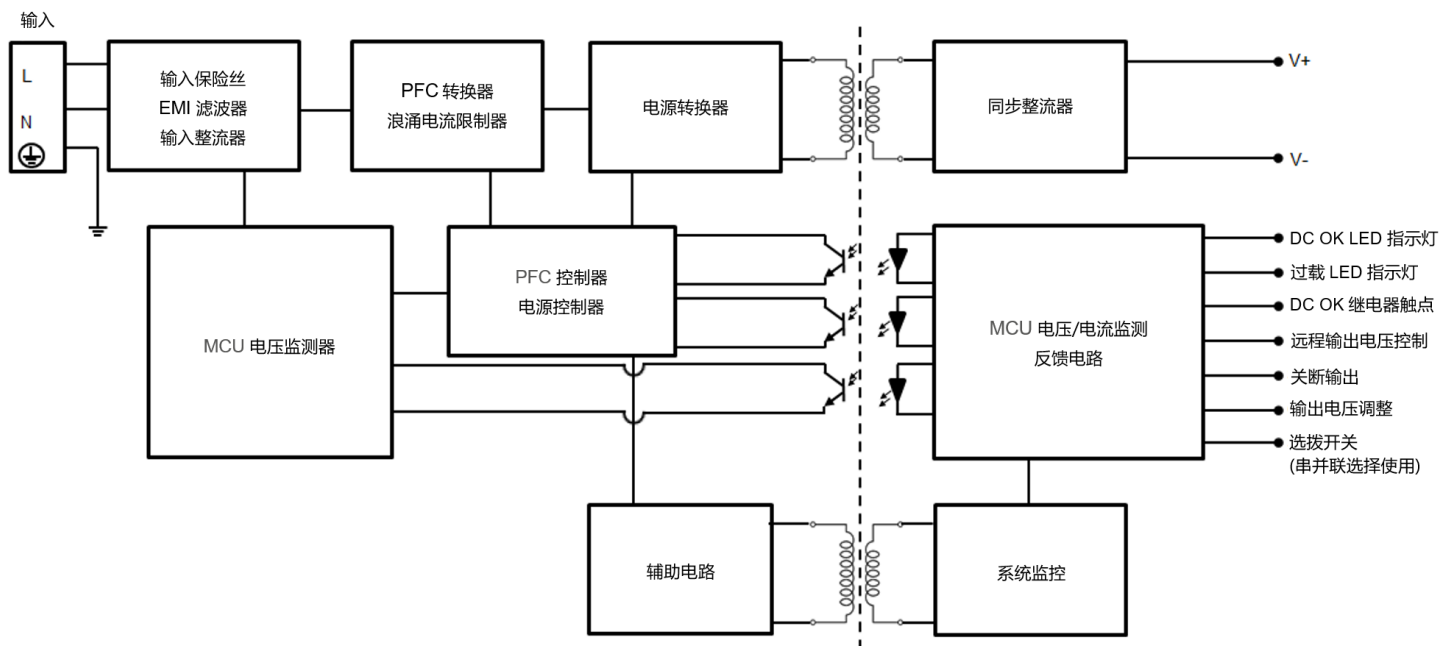 输入
L
N
输入保险丝
EMI 滤波器
输入整流器
PFC 转换器
浪涌电流限制器
电源转换器
同步整流器
V+
V-
MCU 电压监测器
PFC 控制器
电源控制器
MCU 电压/电流监测
反馈电路
DC OK LED 指示灯
过载 LED 指示灯
DC OK 继电器触点
远程输出电压控制
关断输出
输出电压调整
选拨开关
(串并联选择使用)
辅助电路
系统监控